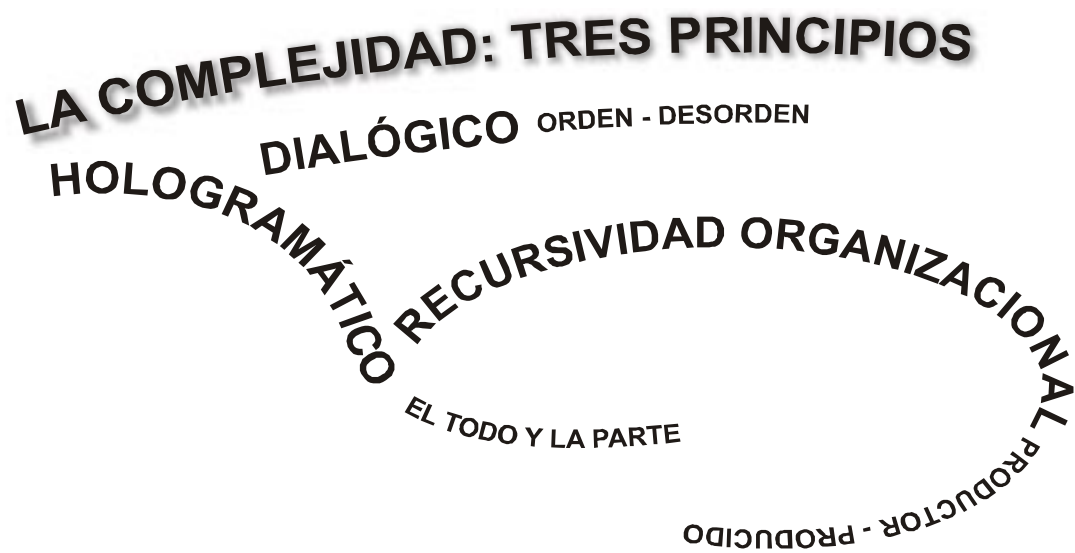 LA COMPLEJIDAD: TRES PRINCIPIOS
DIALÓGICO ORDEN - DESORDEN
HOLOGRAMÁTICO
EL TODO Y LA PARTE
RECURSIVIDAD ORGANIZACIONAL
PRODUCTOR - PRODUCIDO